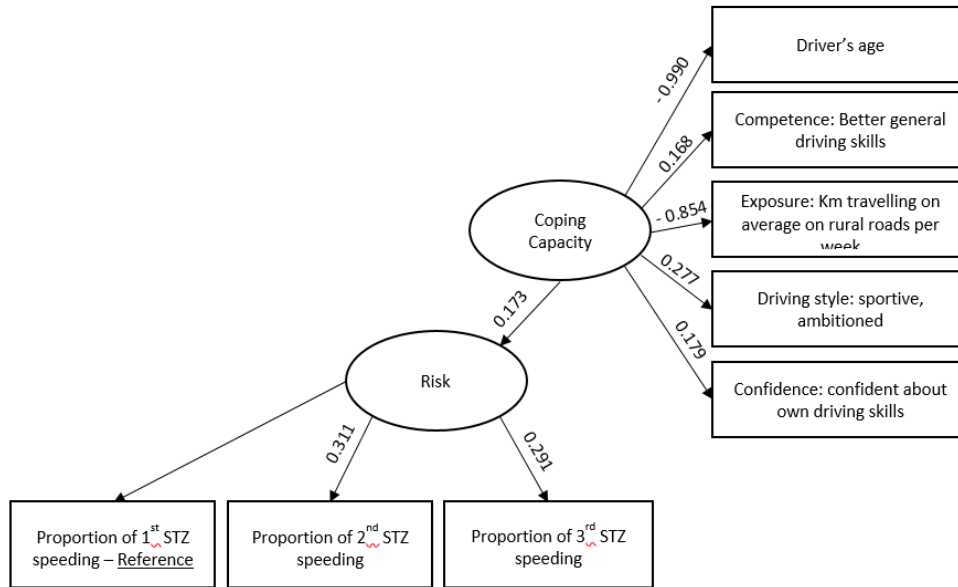 Driver's age
- 0.990
Competence: Better general
driving skills
0.168
Exposure: Km travelling on
average on rural roads per
week
- 0.854
Coping
Capacity
0.277
Driving style: sportive,
ambitioned
0.173
0.179
Confidence: confident about
own driving skills
Risk
0.311
0.291
Proportion of 1st STZ
speeding – Reference
Proportion of 2nd STZ
speeding
Proportion of 3rd STZ
speeding